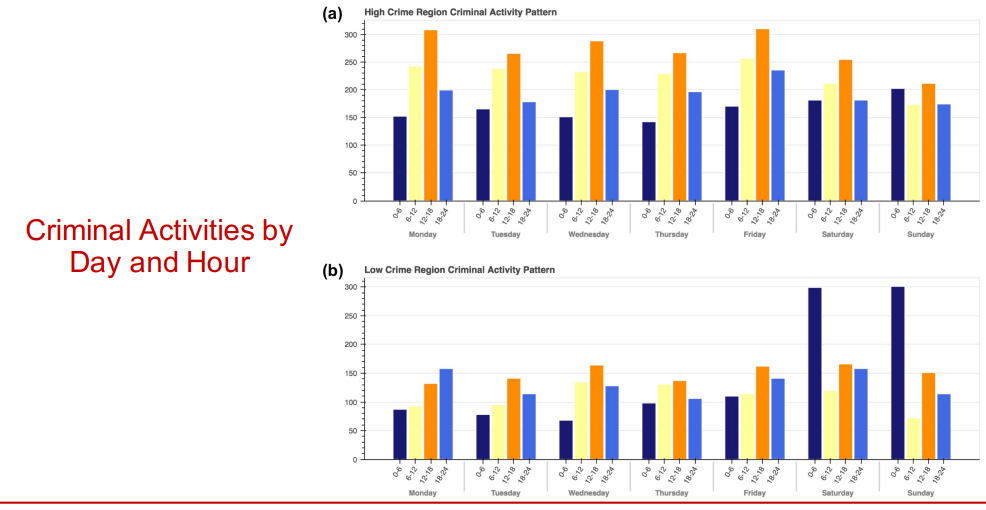 Criminal Activities by
Day and Hour
(a)
High Crime Region Criminal Activity Pattern
300
250
200
150
100
50
0
0-6 6-12 12-18 18-24 0-6 6-12 12-18 18-24 0-6 6-12 12-18 18-24 0-6 6-12 12-18 18-24 0-6 6-12 12-18 18-24 0-6 6-12 12-18 18-24 0-6 6-12 12-18 18-24
Monday Tuesday Wednesday Thursday Friday Saturday Sunday
(b)
Low Crime Region Criminal Activity Pattern
300
250
200
150
100
50
0
0-6 6-12 12-18 18-24 0-6 6-12 12-18 18-24 0-6 6-12 12-18 18-24 0-6 6-12 12-18 18-24 0-6 6-12 12-18 18-24 0-6 6-12 12-18 18-24 0-6 6-12 12-18 18-24
Monday Tuesday Wednesday Thursday Friday Saturday Sunday